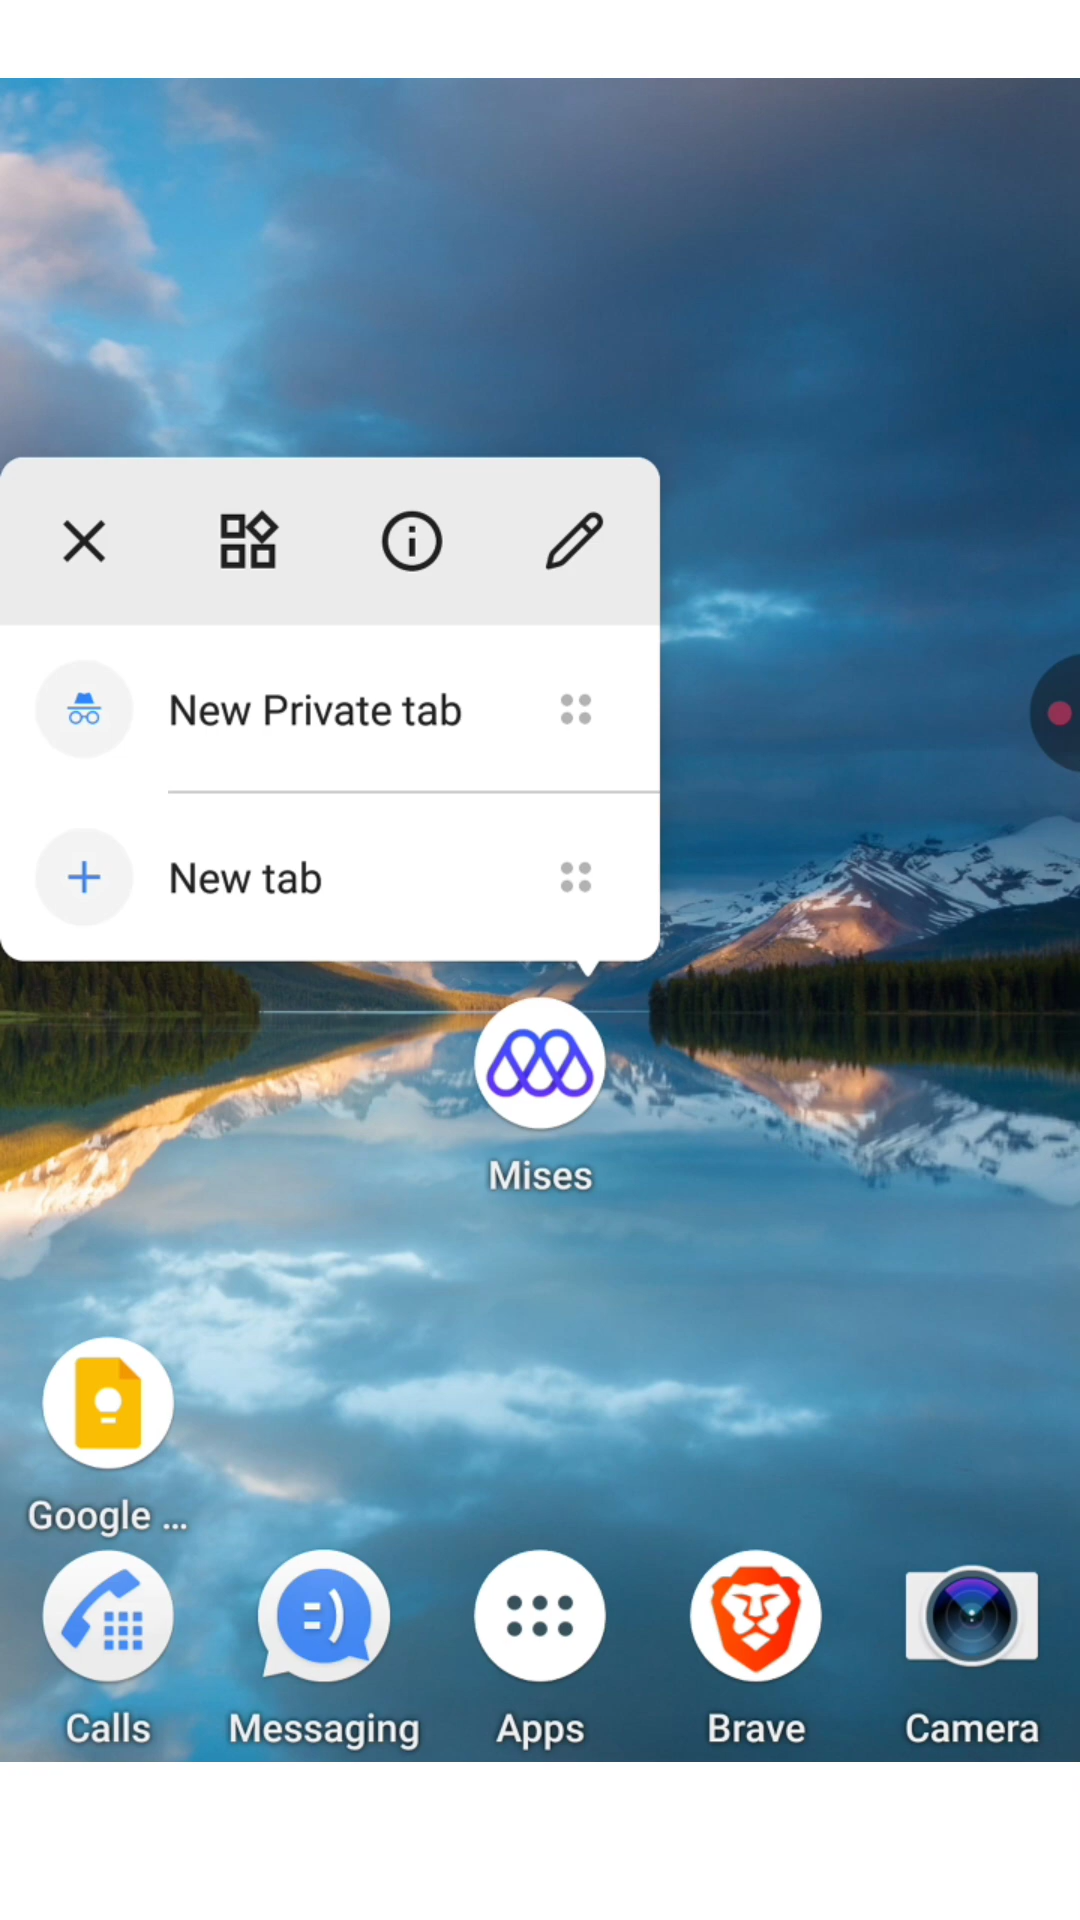 New Private tab
New tab
Mises
Google ...
Calls
Messaging
Apps
Brave
Camera